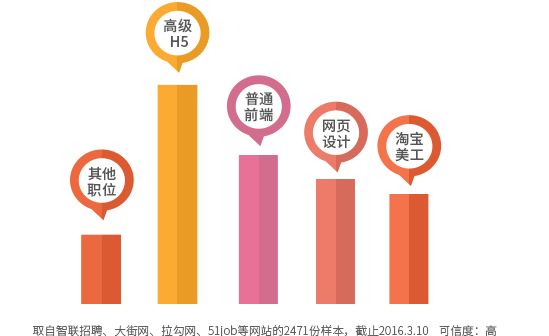 高级
H5
普通
前端
网页
设计
淘宝
美工
其他
职位
取自智联招聘、大街网、拉勾网、51job等网站的2471份样本，截止2016.3.10 可信度：高